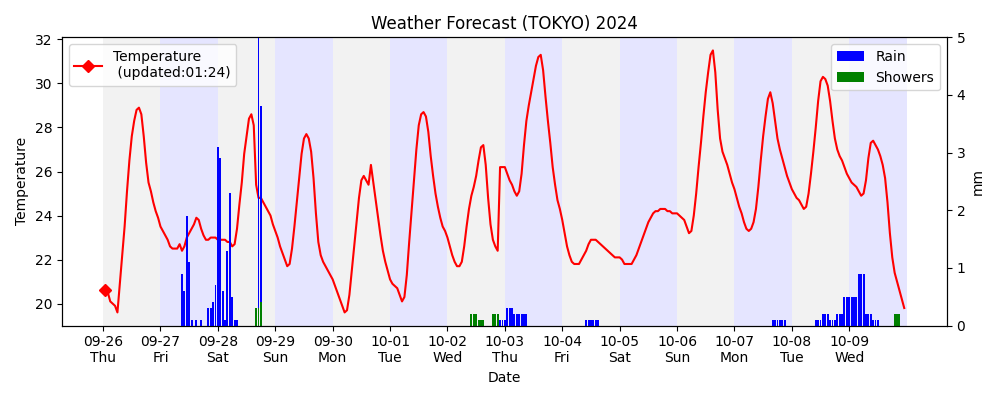 Weather Forecast (TOKYO) 2024
Temperature
(updated:01:24)
Rain
Showers
Temperature
32
30
28
26
24
22
20
5
4
3
2
1
0
mm
09-26 09-27 09-28 09-29 09-30 10-01 10-02 10-03 10-04 10-05 10-06 10-07 10-08 10-09
Thu Fri Sat Sun Mon Tue Wed Thu Fri Sat Sun Mon Tue Wed
Date